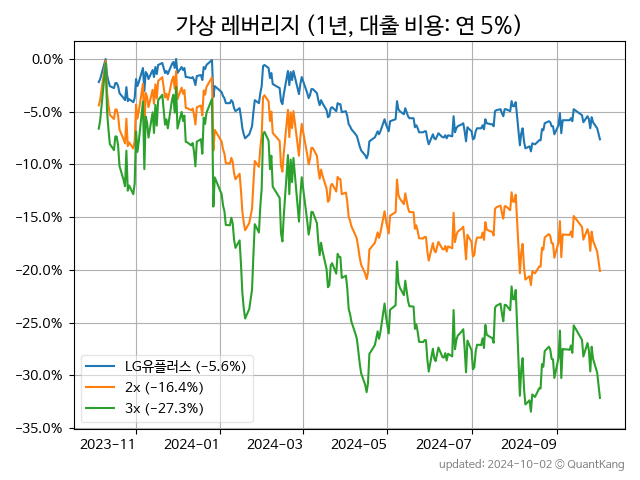 가상 레버리지 (1년, 대출 비용: 연 5%)
0.0%
−5.0%
−10.0%
−15.0%
−20.0%
−25.0%
−30.0%
−35.0%
LG유플러스 (−5.6%)
2x (−16.4%)
3x (−27.3%)
2023−11 2024−01 2024−03 2024−05 2024−07 2024−09
updated: 2024-10-02 © QuantKang